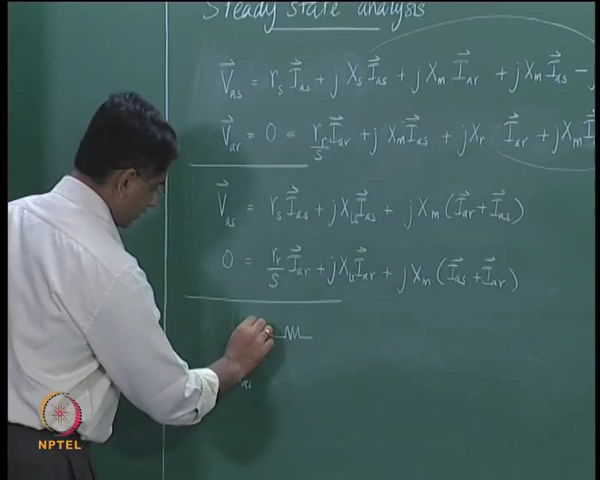 Steady state analysis
V⃗as = rs I⃗as + j Xs I⃗as + j Xm I⃗ar + j Xm I⃗as −
V⃗ar = 0 = rr/s I⃗ar + j Xm I⃗as + j Xr I⃗ar + j Xm
V⃗as = rs I⃗as + j Xls I⃗as + j Xm (I⃗ar + I⃗as)
0 = rr/s I⃗ar + j Xlr I⃗ar + j Xm (I⃗as + I⃗ar)
NPTEL